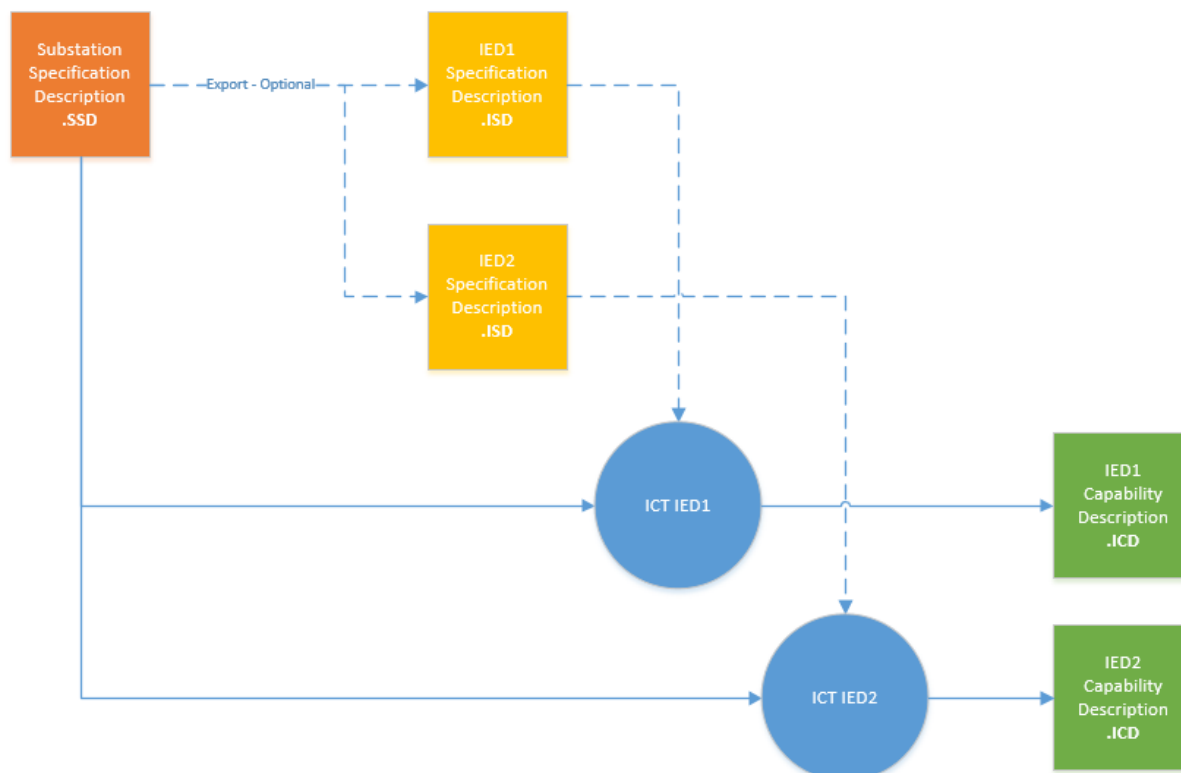 Substation
Specification
Description
.SSD
Export - Optional
IED1
Specification
Description
.ISD
IED2
Specification
Description
.ISD
ICT IED1
IED1
Capability
Description
.ICD
ICT IED2
IED2
Capability
Description
.ICD